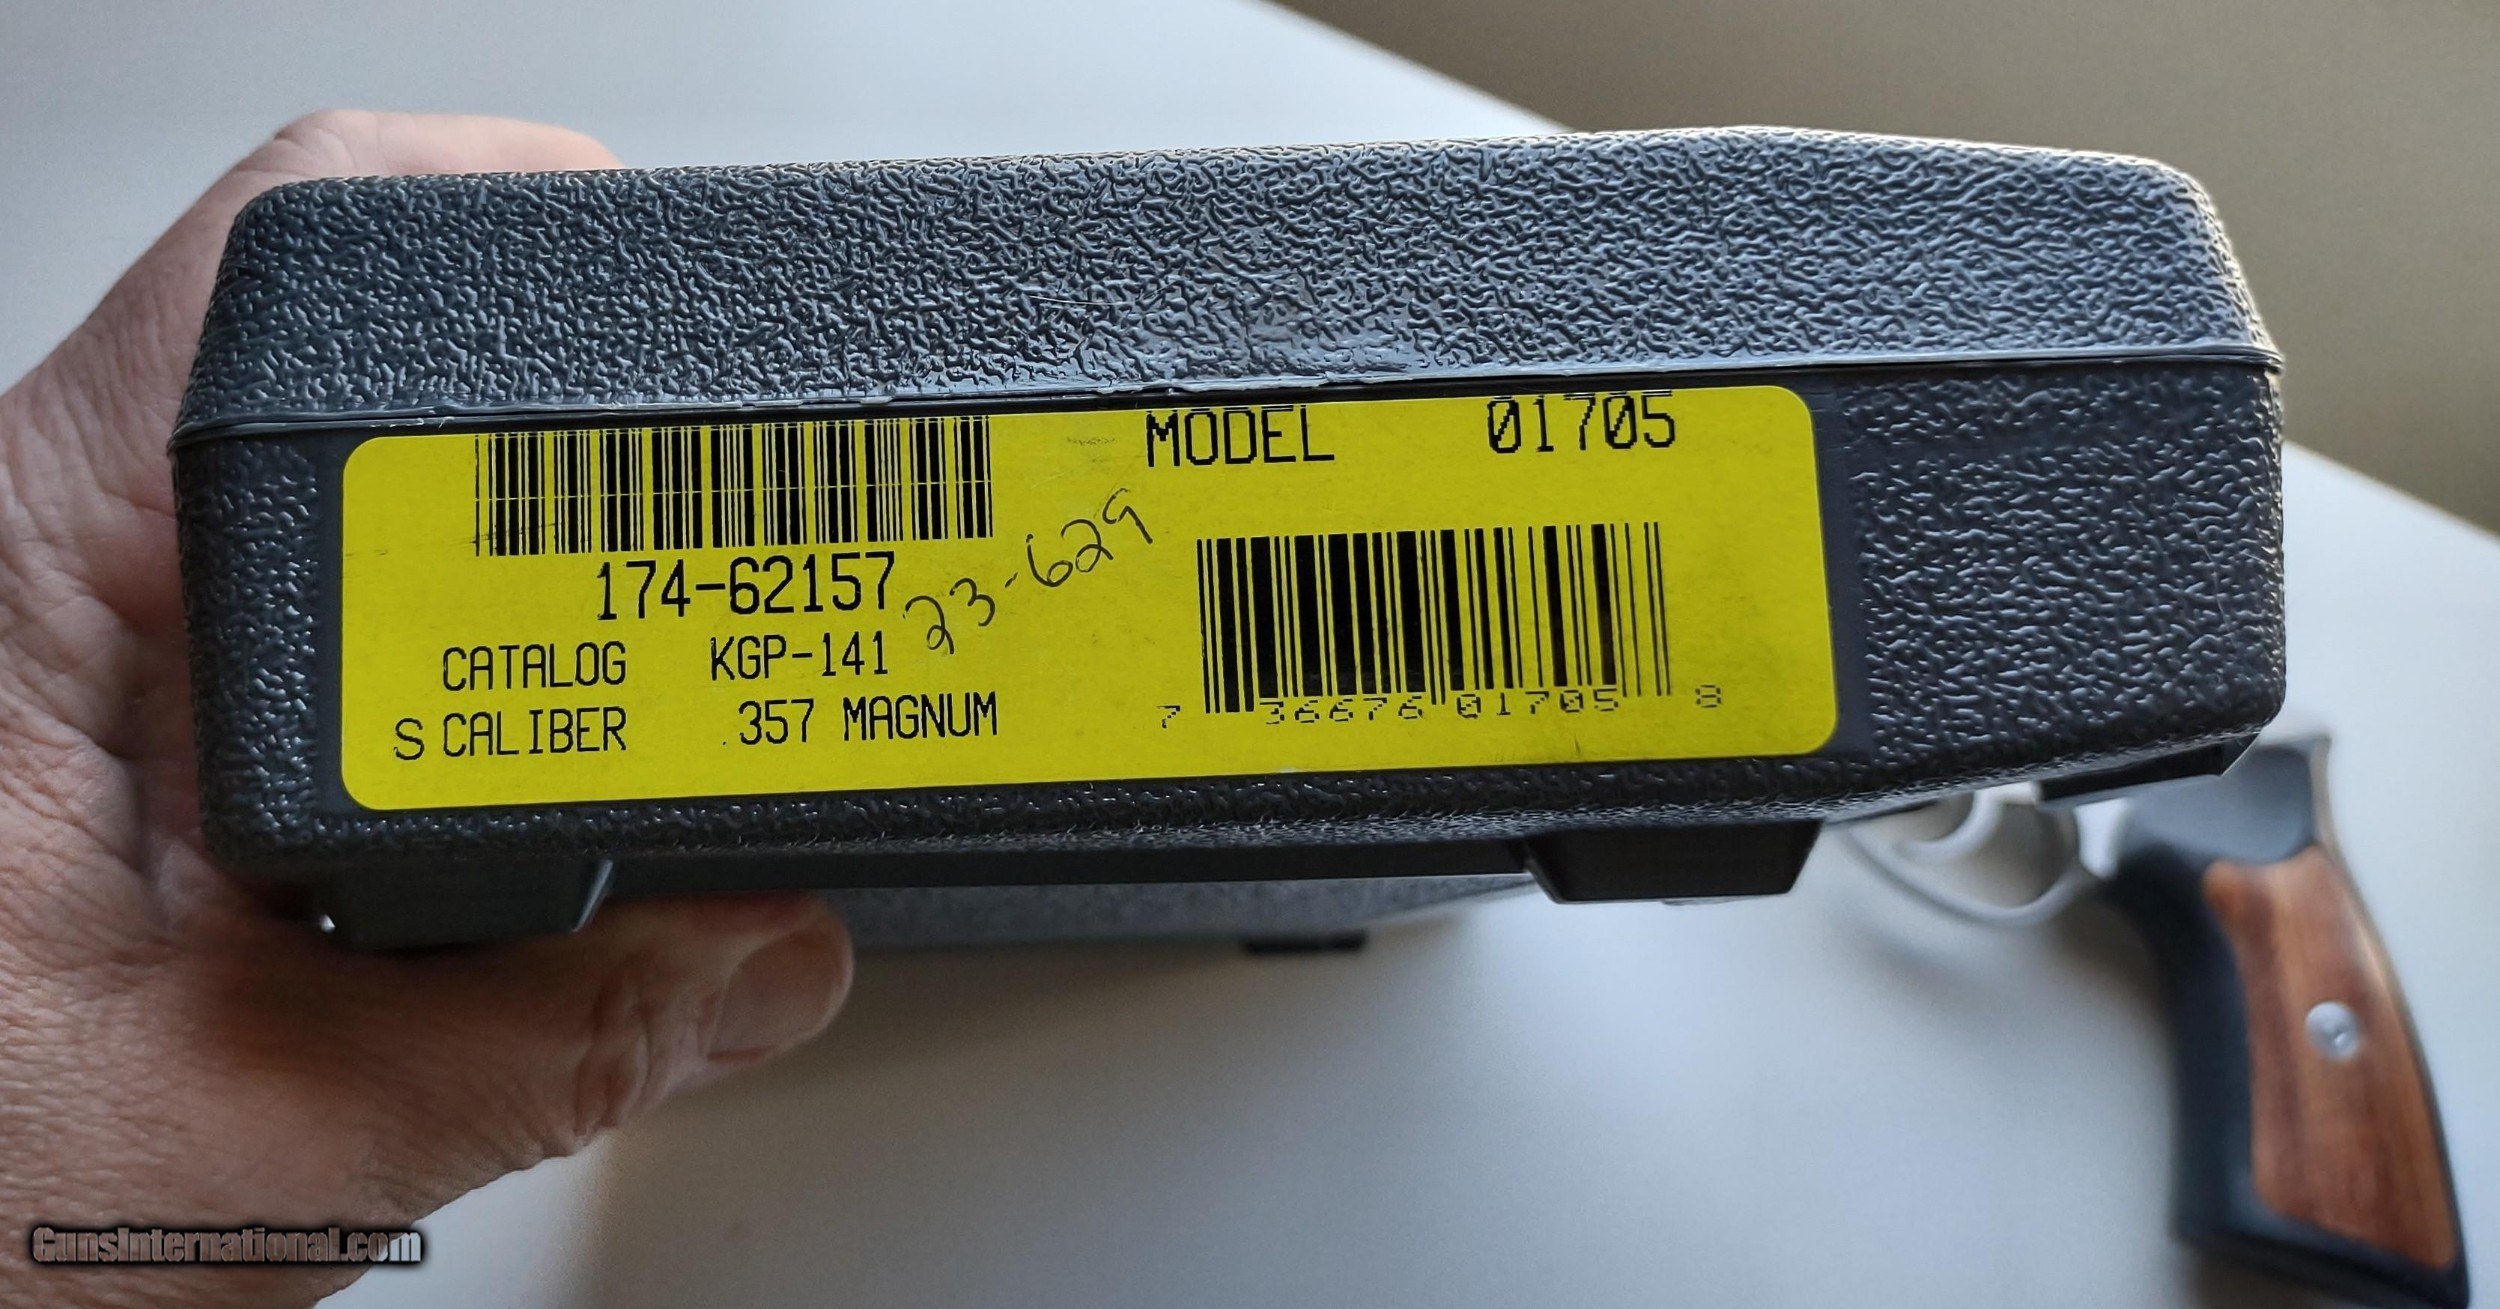 MODEL 01705
174-62157
23-629
CATALOG KGP-141
S CALIBER .357 MAGNUM
7 36676 01705 8
GunsInternational.com